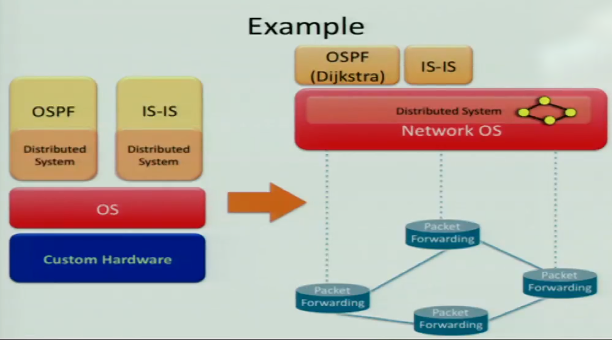 Example
OSPF
Distributed
System
IS-IS
Distributed
System
OS
Custom Hardware
OSPF
(Dijkstra)
IS-IS
Distributed System
Network OS
Packet
Forwarding
Packet
Forwarding
Packet
Forwarding
Packet
Forwarding